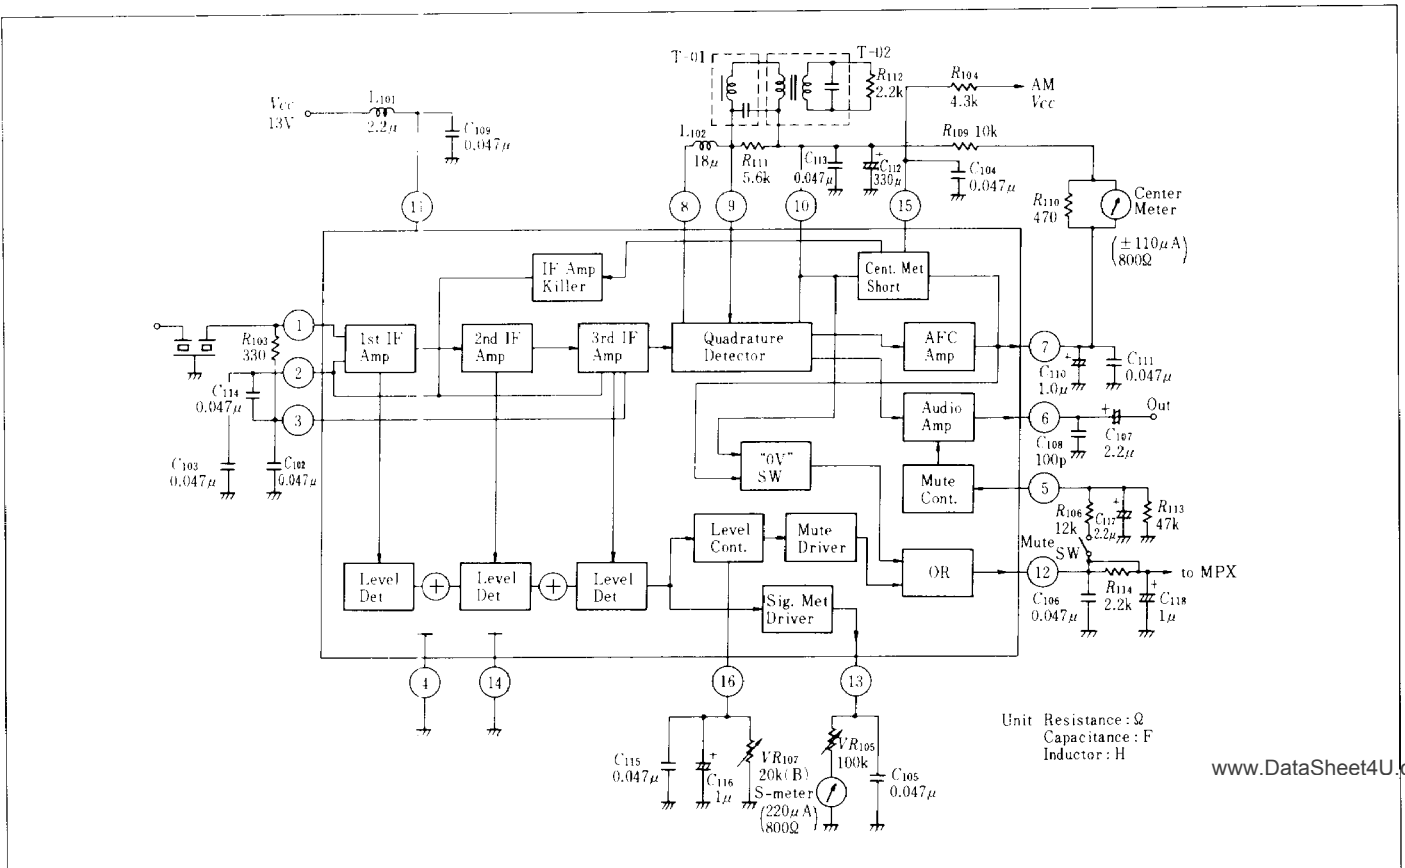 T-01
T-02
R112
2.2k
R104
4.3k
AM
Vcc
Vcc
13V
L101
2.2μ
C109
0.047μ
L102
18μ
R111
5.6k
C113
0.047μ
C112
330μ
R109 10k
C104
0.047μ
R110
470
Center
Meter
(±110μA)
800Ω
11
8
9
10
15
IF Amp
Killer
Cent. Met
Short
1
R103
330
1st IF
Amp
2nd IF
Amp
3rd IF
Amp
Quadrature
Detector
AFC
Amp
7
C110
1.0μ
C111
0.047μ
2
C114
0.047μ
3
Audio
Amp
6
C108
100p
C107
2.2μ
Out
C103
0.047μ
C102
0.047μ
"0V"
SW
Mute
Cont.
5
R106
12k
C117
2.2μ
R113
47k
Level
Cont.
Mute
Driver
OR
Mute
SW
12
to MPX
C106
0.047μ
R114
2.2k
C118
1μ
Level
Det
+
Level
Det
+
Level
Det
Sig. Met
Driver
4
14
16
13
C115
0.047μ
C116
1μ
VR107
20k(B)
S-meter
(220μA)
800Ω
VR105
100k
C105
0.047μ
Unit Resistance : Ω
Capacitance : F
Inductor : H
www.DataSheet4U.c